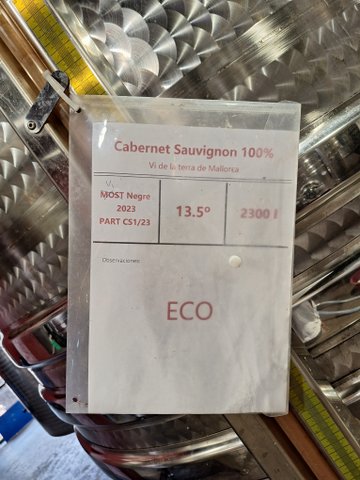 Cabernet Sauvignon 100%
Vi de la terra de Mallorca
Vi
MOST Negre
2023
PART CS1/23
13.5º
2300 l
Observaciones:
ECO